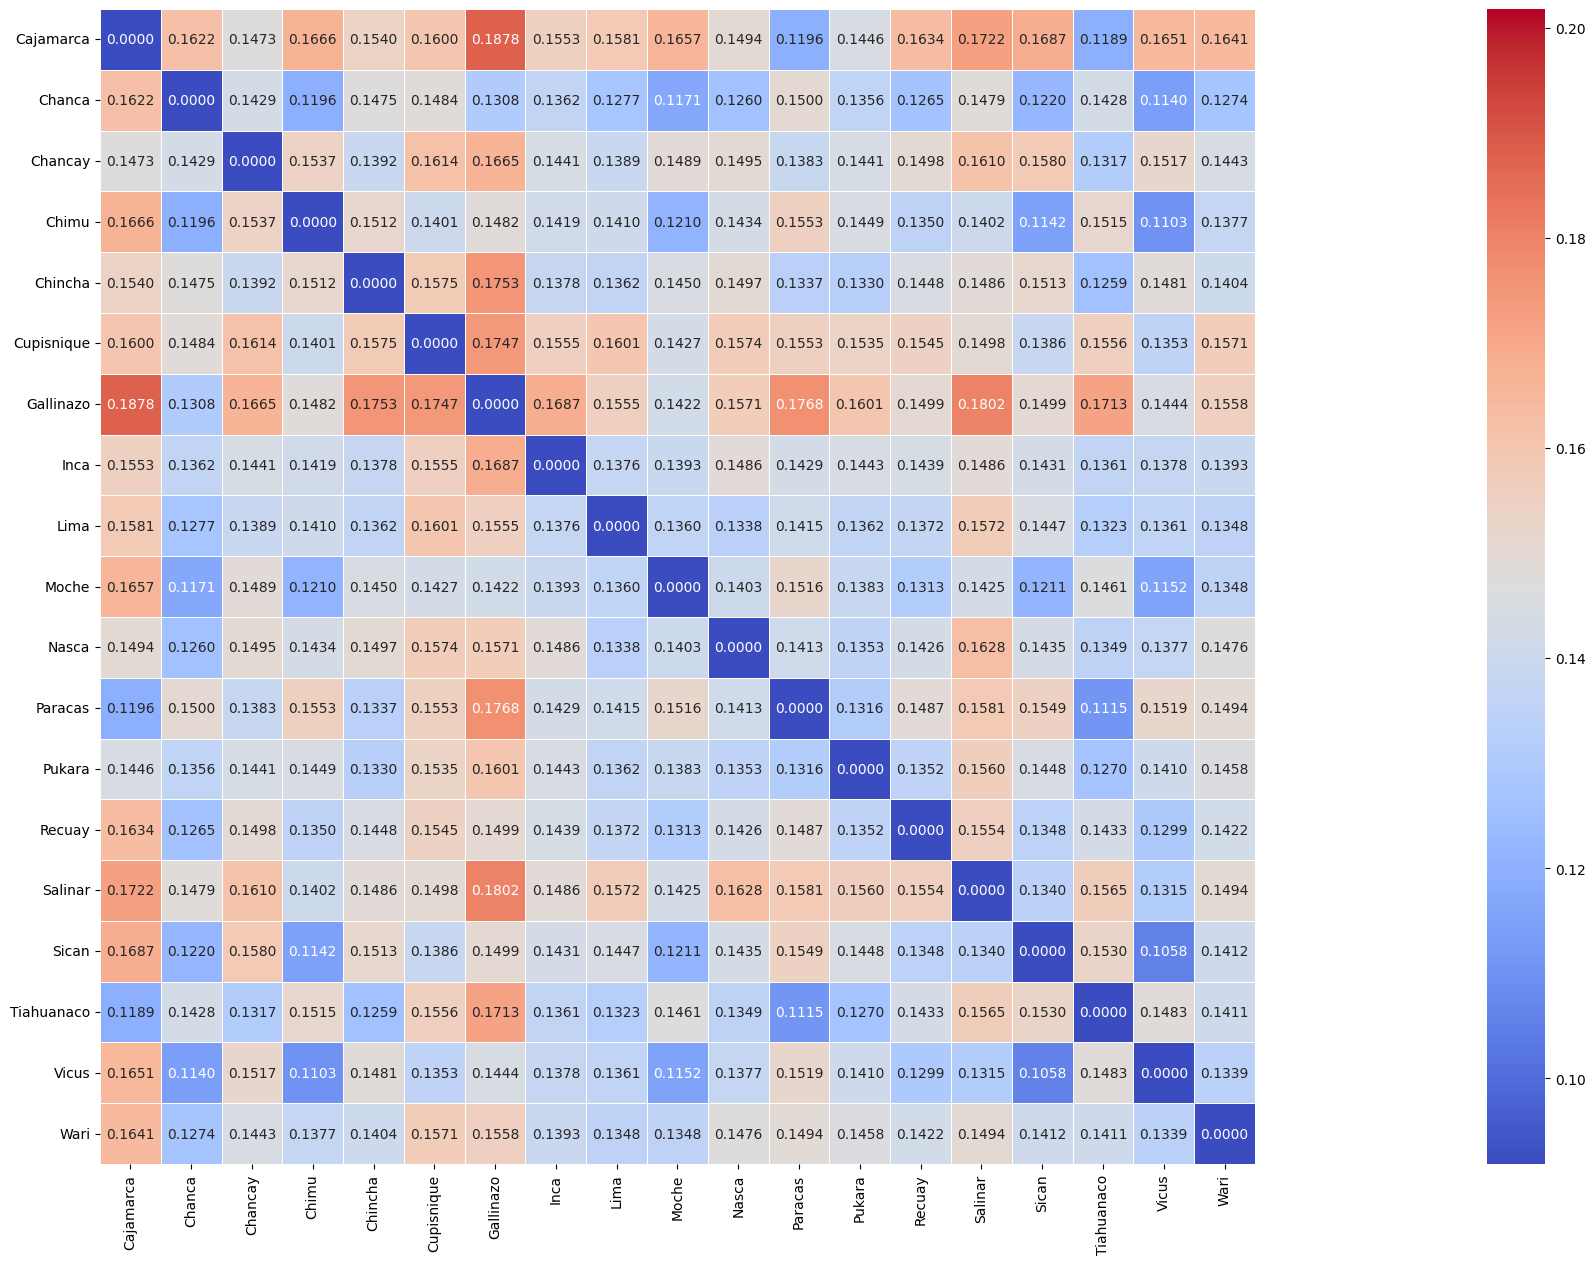 Cajamarca 0.0000 0.1622 0.1473 0.1666 0.1540 0.1600 0.1878 0.1553 0.1581 0.1657 0.1494 0.1196 0.1446 0.1634 0.1722 0.1687 0.1189 0.1651 0.1641
Chanca 0.1622 0.0000 0.1429 0.1196 0.1475 0.1484 0.1308 0.1362 0.1277 0.1171 0.1260 0.1500 0.1356 0.1265 0.1479 0.1220 0.1428 0.1140 0.1274
Chancay 0.1473 0.1429 0.0000 0.1537 0.1392 0.1614 0.1665 0.1441 0.1389 0.1489 0.1495 0.1383 0.1441 0.1498 0.1610 0.1580 0.1317 0.1517 0.1443
Chimu 0.1666 0.1196 0.1537 0.0000 0.1512 0.1401 0.1482 0.1419 0.1410 0.1210 0.1434 0.1553 0.1449 0.1350 0.1402 0.1142 0.1515 0.1103 0.1377
Chincha 0.1540 0.1475 0.1392 0.1512 0.0000 0.1575 0.1753 0.1378 0.1362 0.1450 0.1497 0.1337 0.1330 0.1448 0.1486 0.1513 0.1259 0.1481 0.1404
Cupisnique 0.1600 0.1484 0.1614 0.1401 0.1575 0.0000 0.1747 0.1555 0.1601 0.1427 0.1574 0.1553 0.1535 0.1545 0.1498 0.1386 0.1556 0.1353 0.1571
Gallinazo 0.1878 0.1308 0.1665 0.1482 0.1753 0.1747 0.0000 0.1687 0.1555 0.1422 0.1571 0.1768 0.1601 0.1499 0.1802 0.1499 0.1713 0.1444 0.1558
Inca 0.1553 0.1362 0.1441 0.1419 0.1378 0.1555 0.1687 0.0000 0.1376 0.1393 0.1486 0.1429 0.1443 0.1439 0.1486 0.1431 0.1361 0.1378 0.1393
Lima 0.1581 0.1277 0.1389 0.1410 0.1362 0.1601 0.1555 0.1376 0.0000 0.1360 0.1338 0.1415 0.1362 0.1372 0.1572 0.1447 0.1323 0.1361 0.1348
Moche 0.1657 0.1171 0.1489 0.1210 0.1450 0.1427 0.1422 0.1393 0.1360 0.0000 0.1403 0.1516 0.1383 0.1313 0.1425 0.1211 0.1461 0.1152 0.1348
Nasca 0.1494 0.1260 0.1495 0.1434 0.1497 0.1574 0.1571 0.1486 0.1338 0.1403 0.0000 0.1413 0.1353 0.1426 0.1628 0.1435 0.1349 0.1377 0.1476
Paracas 0.1196 0.1500 0.1383 0.1553 0.1337 0.1553 0.1768 0.1429 0.1415 0.1516 0.1413 0.0000 0.1316 0.1487 0.1581 0.1549 0.1115 0.1519 0.1494
Pukara 0.1446 0.1356 0.1441 0.1449 0.1330 0.1535 0.1601 0.1443 0.1362 0.1383 0.1353 0.1316 0.0000 0.1352 0.1560 0.1448 0.1270 0.1410 0.1458
Recuay 0.1634 0.1265 0.1498 0.1350 0.1448 0.1545 0.1499 0.1439 0.1372 0.1313 0.1426 0.1487 0.1352 0.0000 0.1554 0.1348 0.1433 0.1299 0.1422
Salinar 0.1722 0.1479 0.1610 0.1402 0.1486 0.1498 0.1802 0.1486 0.1572 0.1425 0.1628 0.1581 0.1560 0.1554 0.0000 0.1340 0.1565 0.1315 0.1494
Sican 0.1687 0.1220 0.1580 0.1142 0.1513 0.1386 0.1499 0.1431 0.1447 0.1211 0.1435 0.1549 0.1448 0.1348 0.1340 0.0000 0.1530 0.1058 0.1412
Tiahuanaco 0.1189 0.1428 0.1317 0.1515 0.1259 0.1556 0.1713 0.1361 0.1323 0.1461 0.1349 0.1115 0.1270 0.1433 0.1565 0.1530 0.0000 0.1483 0.1411
Vicus 0.1651 0.1140 0.1517 0.1103 0.1481 0.1353 0.1444 0.1378 0.1361 0.1152 0.1377 0.1519 0.1410 0.1299 0.1315 0.1058 0.1483 0.0000 0.1339
Wari 0.1641 0.1274 0.1443 0.1377 0.1404 0.1571 0.1558 0.1393 0.1348 0.1348 0.1476 0.1494 0.1458 0.1422 0.1494 0.1412 0.1411 0.1339 0.0000
Cajamarca Chanca Chancay Chimu Chincha Cupisnique Gallinazo Inca Lima Moche Nasca Paracas Pukara Recuay Salinar Sican Tiahuanaco Vicus Wari
0.20
0.18
0.16
0.14
0.12
0.10